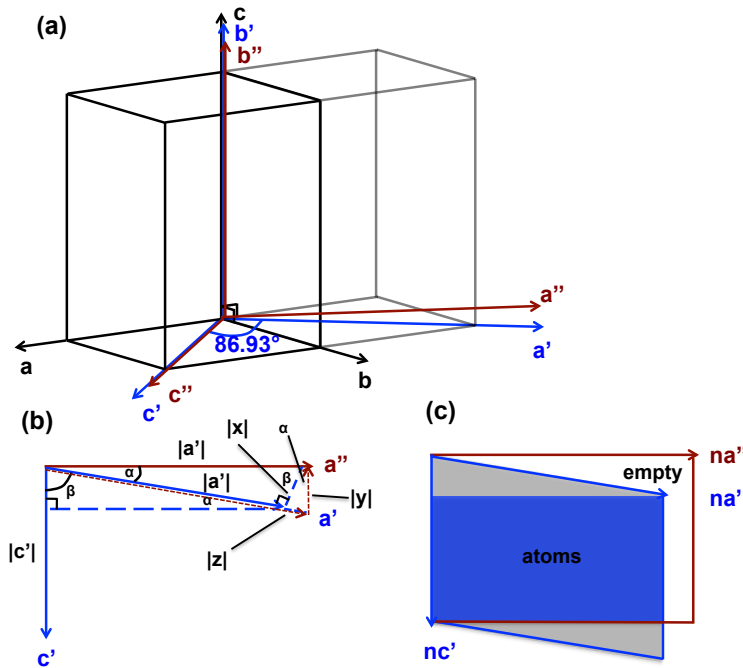 (a)
c
b’
b’’
a’’
86.93°
a
a’
b
c’’
c’
(b)
|x|
α
|a’|
a’’
α
|a’|
β
β
|y|
α
a’
|z|
|c’|
c’
(c)
na’’
empty
na’
atoms
nc’